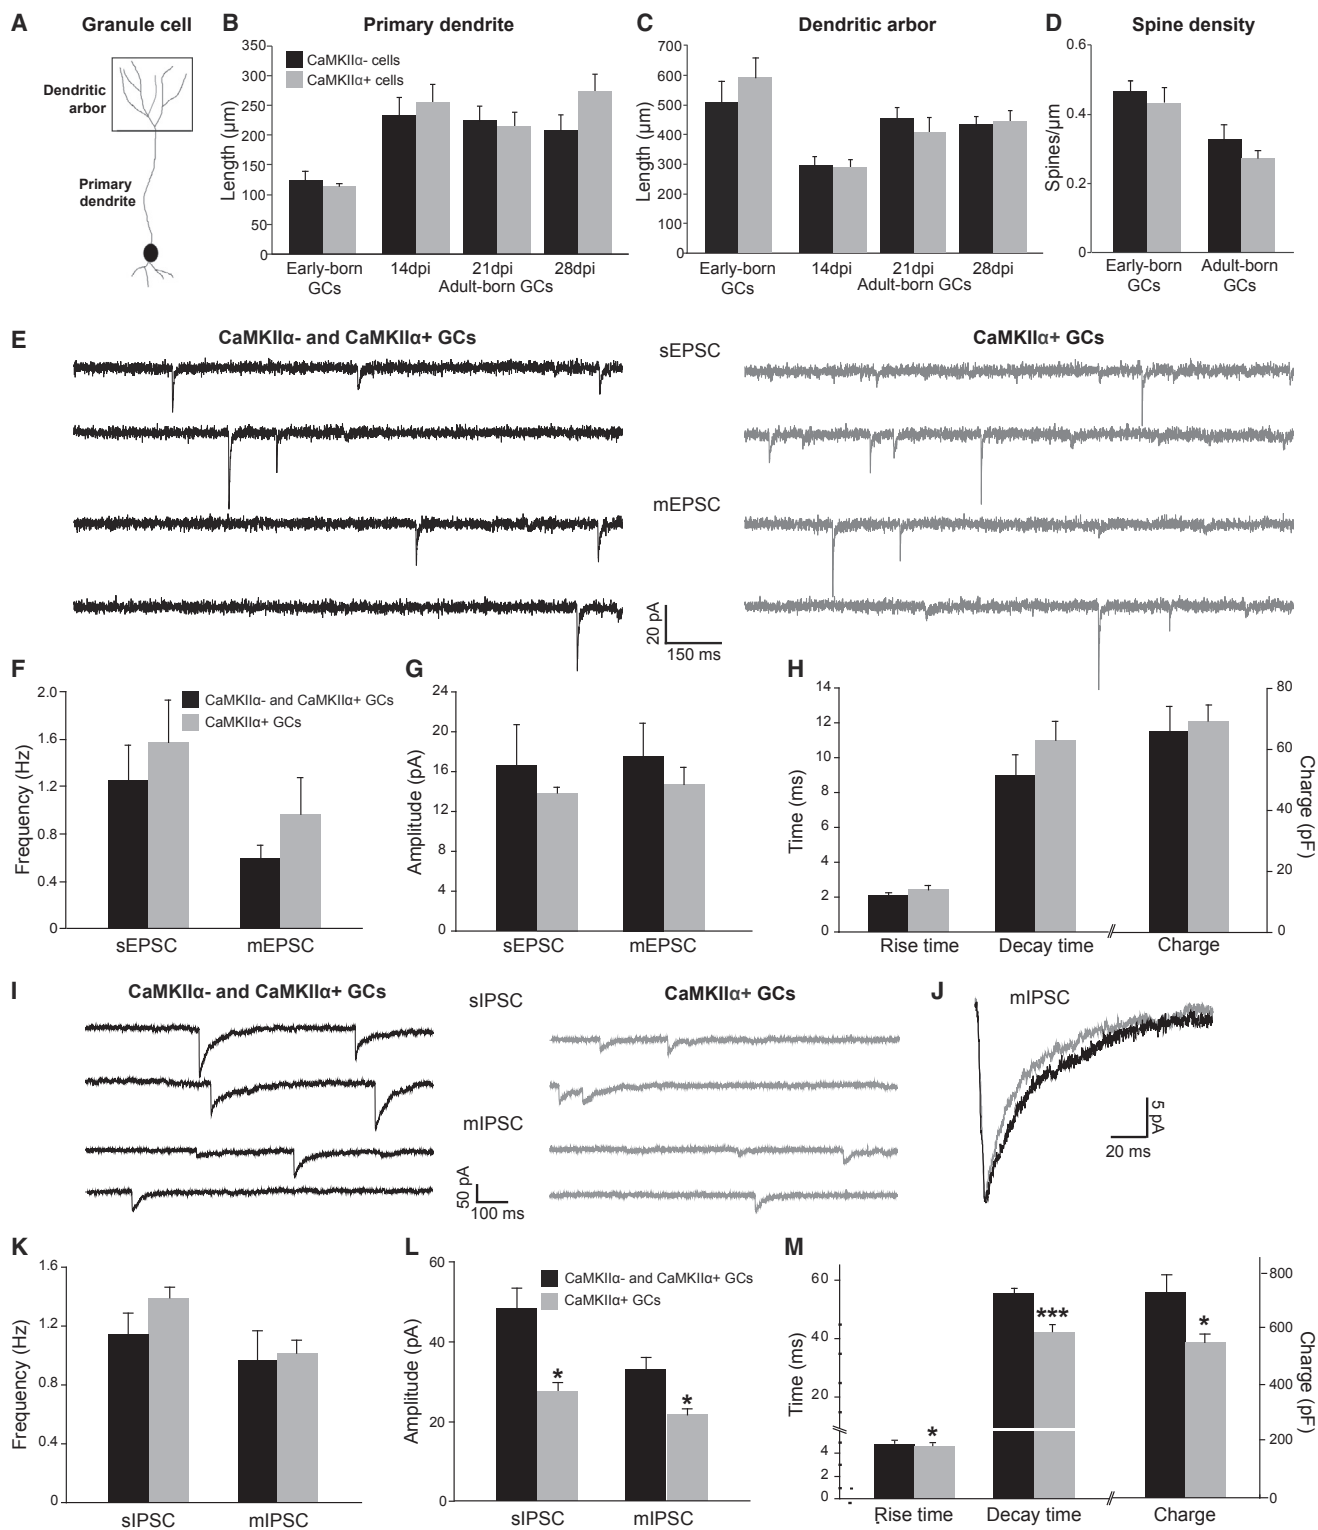 A
Granule cell
Dendritic
arbor
Primary
dendrite
B
Primary dendrite
CaMKIIα- cells
CaMKIIα+ cells
Length (µm)
350
300
250
200
150
100
50
0
Early-born
GCs
14dpi
21dpi
28dpi
Adult-born GCs
C
Dendritic arbor
Length (µm)
700
600
500
400
300
200
100
0
Early-born
GCs
14dpi
21dpi
28dpi
Adult-born GCs
D
Spine density
Spines/µm
0.6
0.4
0.2
0
Early-born
GCs
Adult-born
GCs
E
CaMKIIα- and CaMKIIα+ GCs
sEPSC
CaMKIIα+ GCs
mEPSC
20 pA
150 ms
F
Frequency (Hz)
2.0
1.6
1.2
0.8
0.4
0
CaMKIIα- and CaMKIIα+ GCs
CaMKIIα+ GCs
sEPSC
mEPSC
G
Amplitude (pA)
24
20
16
12
8
4
0
sEPSC
mEPSC
H
Time (ms)
14
12
10
8
6
4
2
0
80
60
40
20
0
Charge (pF)
Rise time
Decay time
Charge
I
CaMKIIα- and CaMKIIα+ GCs
sIPSC
CaMKIIα+ GCs
mIPSC
50 pA
100 ms
J
mIPSC
5 pA
20 ms
K
Frequency (Hz)
1.6
1.2
0.8
0.4
0
sIPSC
mIPSC
L
Amplitude (pA)
60
40
20
0
CaMKIIα- and CaMKIIα+ GCs
CaMKIIα+ GCs
*
*
sIPSC
mIPSC
M
Time (ms)
60
40
20
4
2
0
*
***
*
800
600
400
200
0
Charge (pF)
Rise time
Decay time
Charge